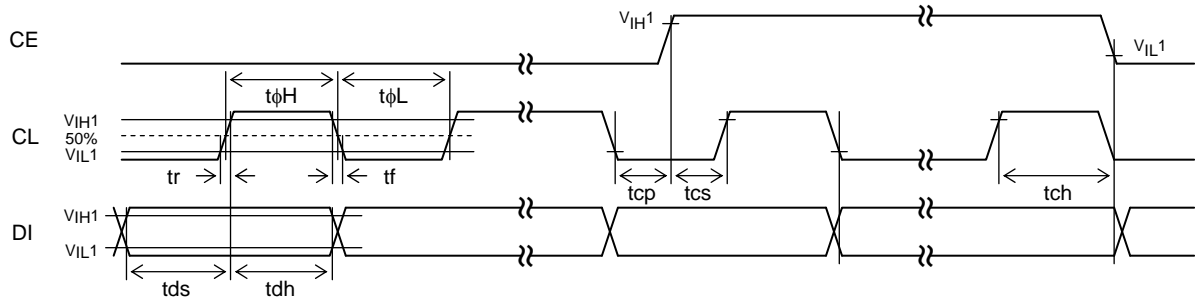 VIH1
CE
VIL1
tϕH
tϕL
VIH1
CL
50%
VIL1
tr
tf
tcp
tcs
tch
VIH1
DI
VIL1
tds
tdh